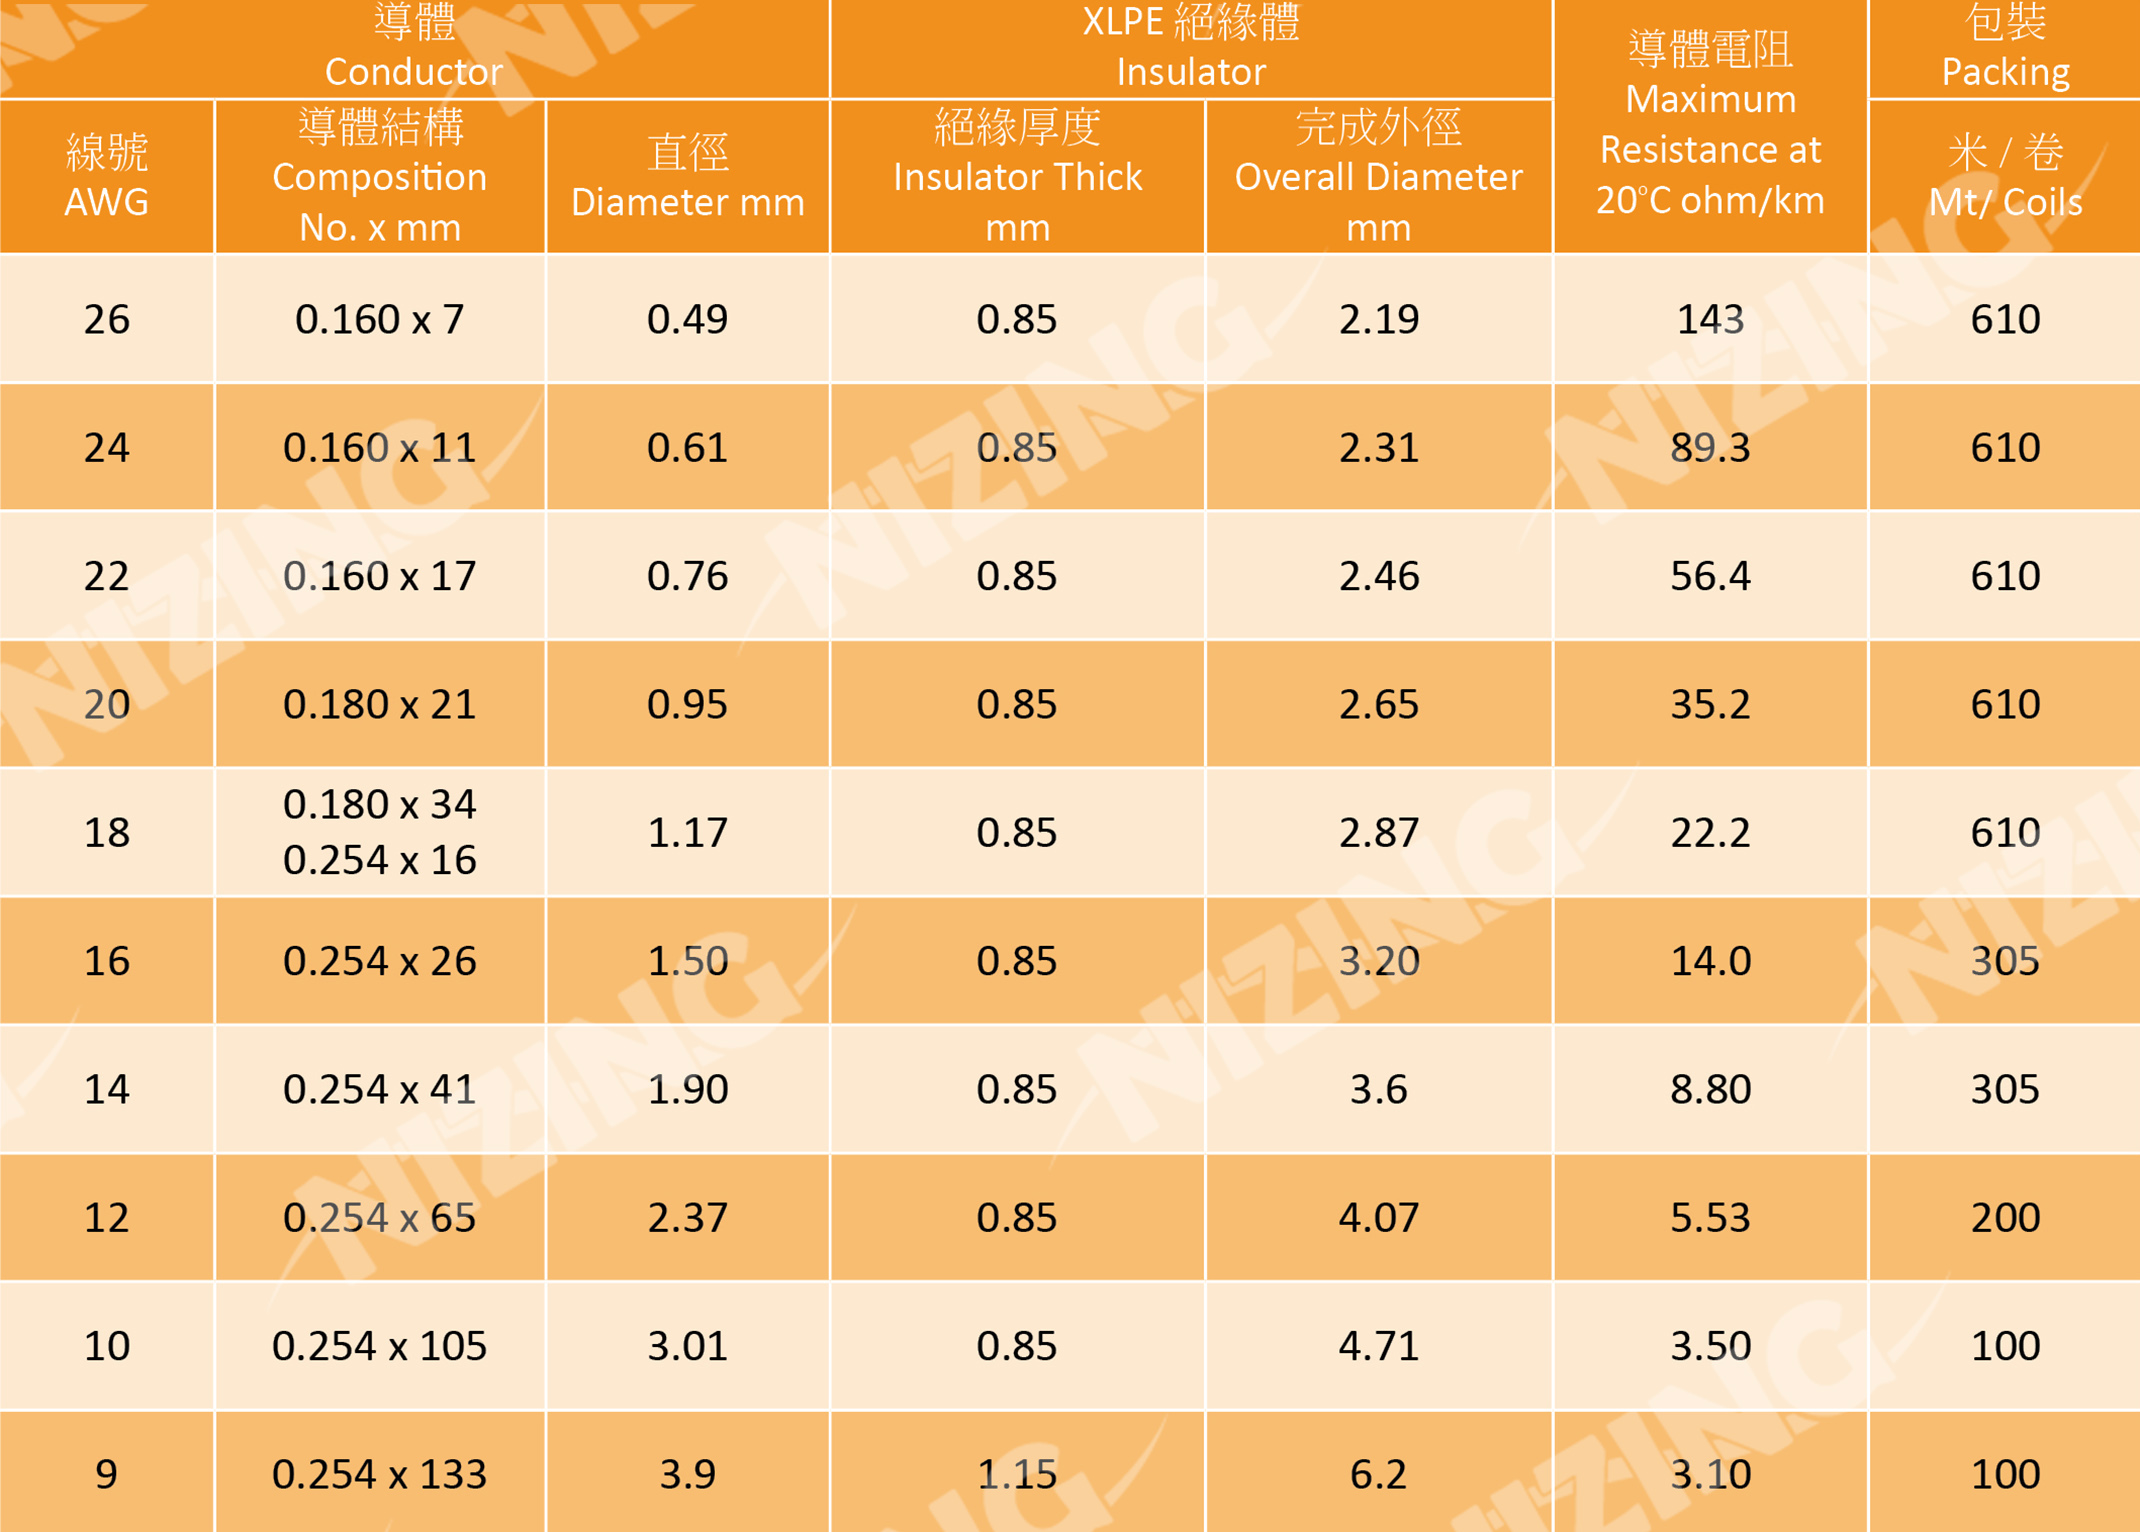 導體
Conductor
XLPE 絕緣體
Insulator
導體電阻
Maximum
Resistance at
20°C ohm/km
包裝
Packing
線號
AWG
導體結構
Composition
No. x mm
直徑
Diameter mm
絕緣厚度
Insulator Thick
mm
完成外徑
Overall Diameter
mm
米 / 卷
Mt/ Coils
26 0.160 x 7 0.49 0.85 2.19 143 610
24 0.160 x 11 0.61 0.85 2.31 89.3 610
22 0.160 x 17 0.76 0.85 2.46 56.4 610
20 0.180 x 21 0.95 0.85 2.65 35.2 610
18 0.180 x 34
0.254 x 16 1.17 0.85 2.87 22.2 610
16 0.254 x 26 1.50 0.85 3.20 14.0 305
14 0.254 x 41 1.90 0.85 3.6 8.80 305
12 0.254 x 65 2.37 0.85 4.07 5.53 200
10 0.254 x 105 3.01 0.85 4.71 3.50 100
9 0.254 x 133 3.9 1.15 6.2 3.10 100
NIZING